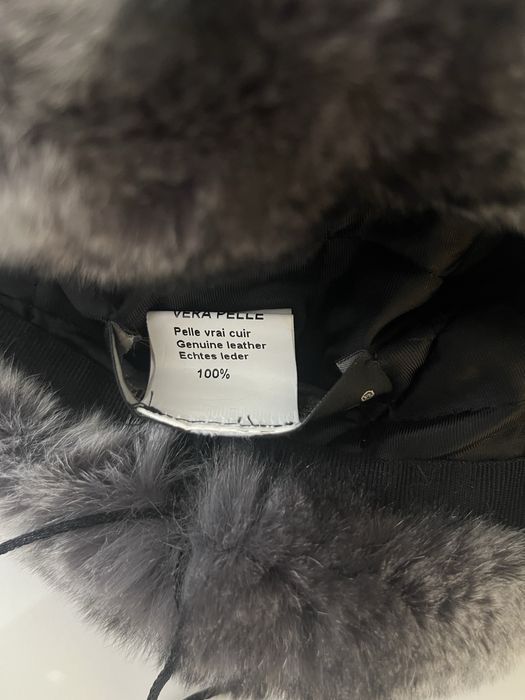 VERA PELLE
Pelle vrai cuir
Genuine leather
Echtes leder
100%